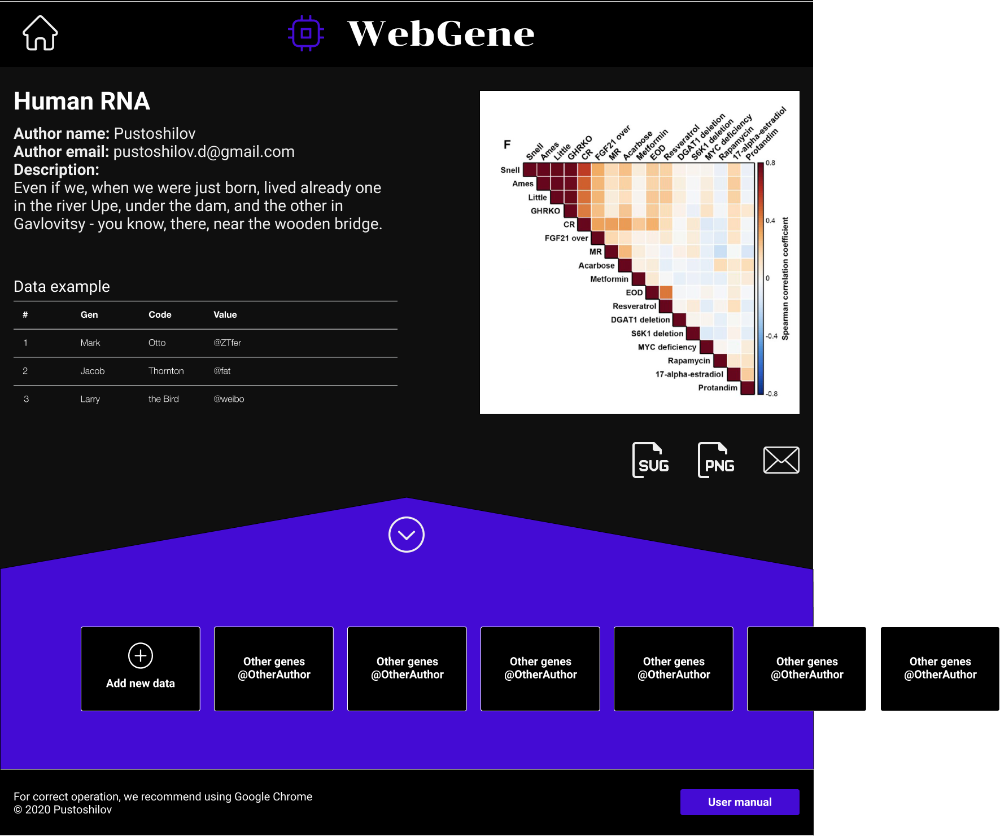 WebGene
Human RNA
Author name: Pustoshilov
Author email: pustoshilov.d@gmail.com
Description:
Even if we, when we were just born, lived already one
in the river Upe, under the dam, and the other in
Gavlovitsy - you know, there, near the wooden bridge.
Data example
# Gen Code Value
1 Mark Otto @ZTfer
2 Jacob Thornton @fat
3 Larry the Bird @weibo
F
Snell
Ames
Little
GHRKO
CR
FGF21 over
MR
Acarbose
Metformin
EOD
Resveratrol
DGAT1 deletion
S6K1 deletion
MYC deficiency
Rapamycin
17-alpha-estradiol
Protandim
Snell
Ames
Little
GHRKO
CR
FGF21 over
MR
Acarbose
Metformin
EOD
Resveratrol
DGAT1 deletion
S6K1 deletion
MYC deficiency
Rapamycin
17-alpha-estradiol
Protandim
0.8
0.4
0
-0.4
-0.8
Spearman correlation coefficient
SVG
PNG
Add new data
Other genes
@OtherAuthor
Other genes
@OtherAuthor
Other genes
@OtherAuthor
Other genes
@OtherAuthor
Other genes
@OtherAuthor
Other genes
@OtherAuthor
For correct operation, we recommend using Google Chrome
© 2020 Pustoshilov
User manual